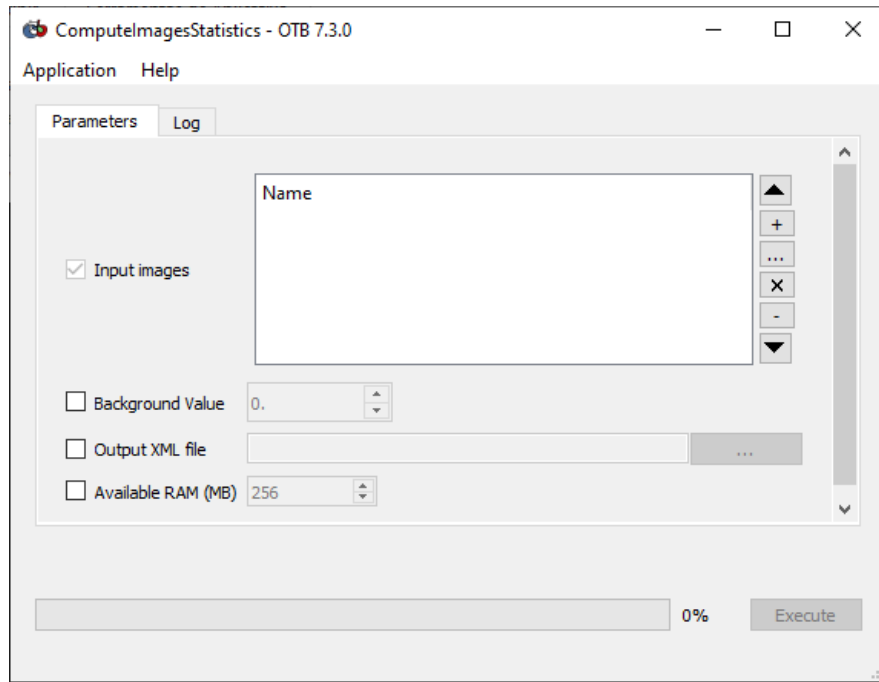 ComputeImagesStatistics - OTB 7.3.0
Application Help
Parameters Log
Name
+
Input images
...
-
Background Value 0.
Output XML file ...
Available RAM (MB) 256
0% Execute